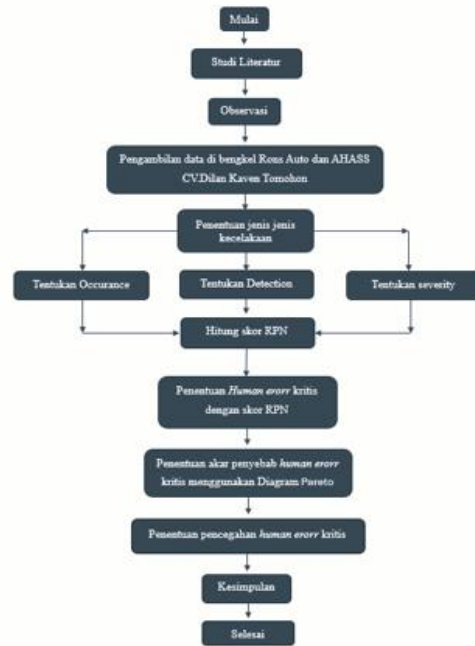 Mulai
Studi Literatur
Observasi
Pengambilan data di bengkel Rons Auto dan AHASS
CV.Dilan Kaven Tomohon
Penentuan jenis jenis
kecelakaan
Tentukan Occurance
Tentukan Detection
Tentukan severity
Hitung skor RPN
Penentuan Human erorr kritis
dengan skor RPN
Penentuan akar penyebab human erorr
kritis menggunakan Diagram Pareto
Penentuan pencegahan human erorr kritis
Kesimpulan
Selesai